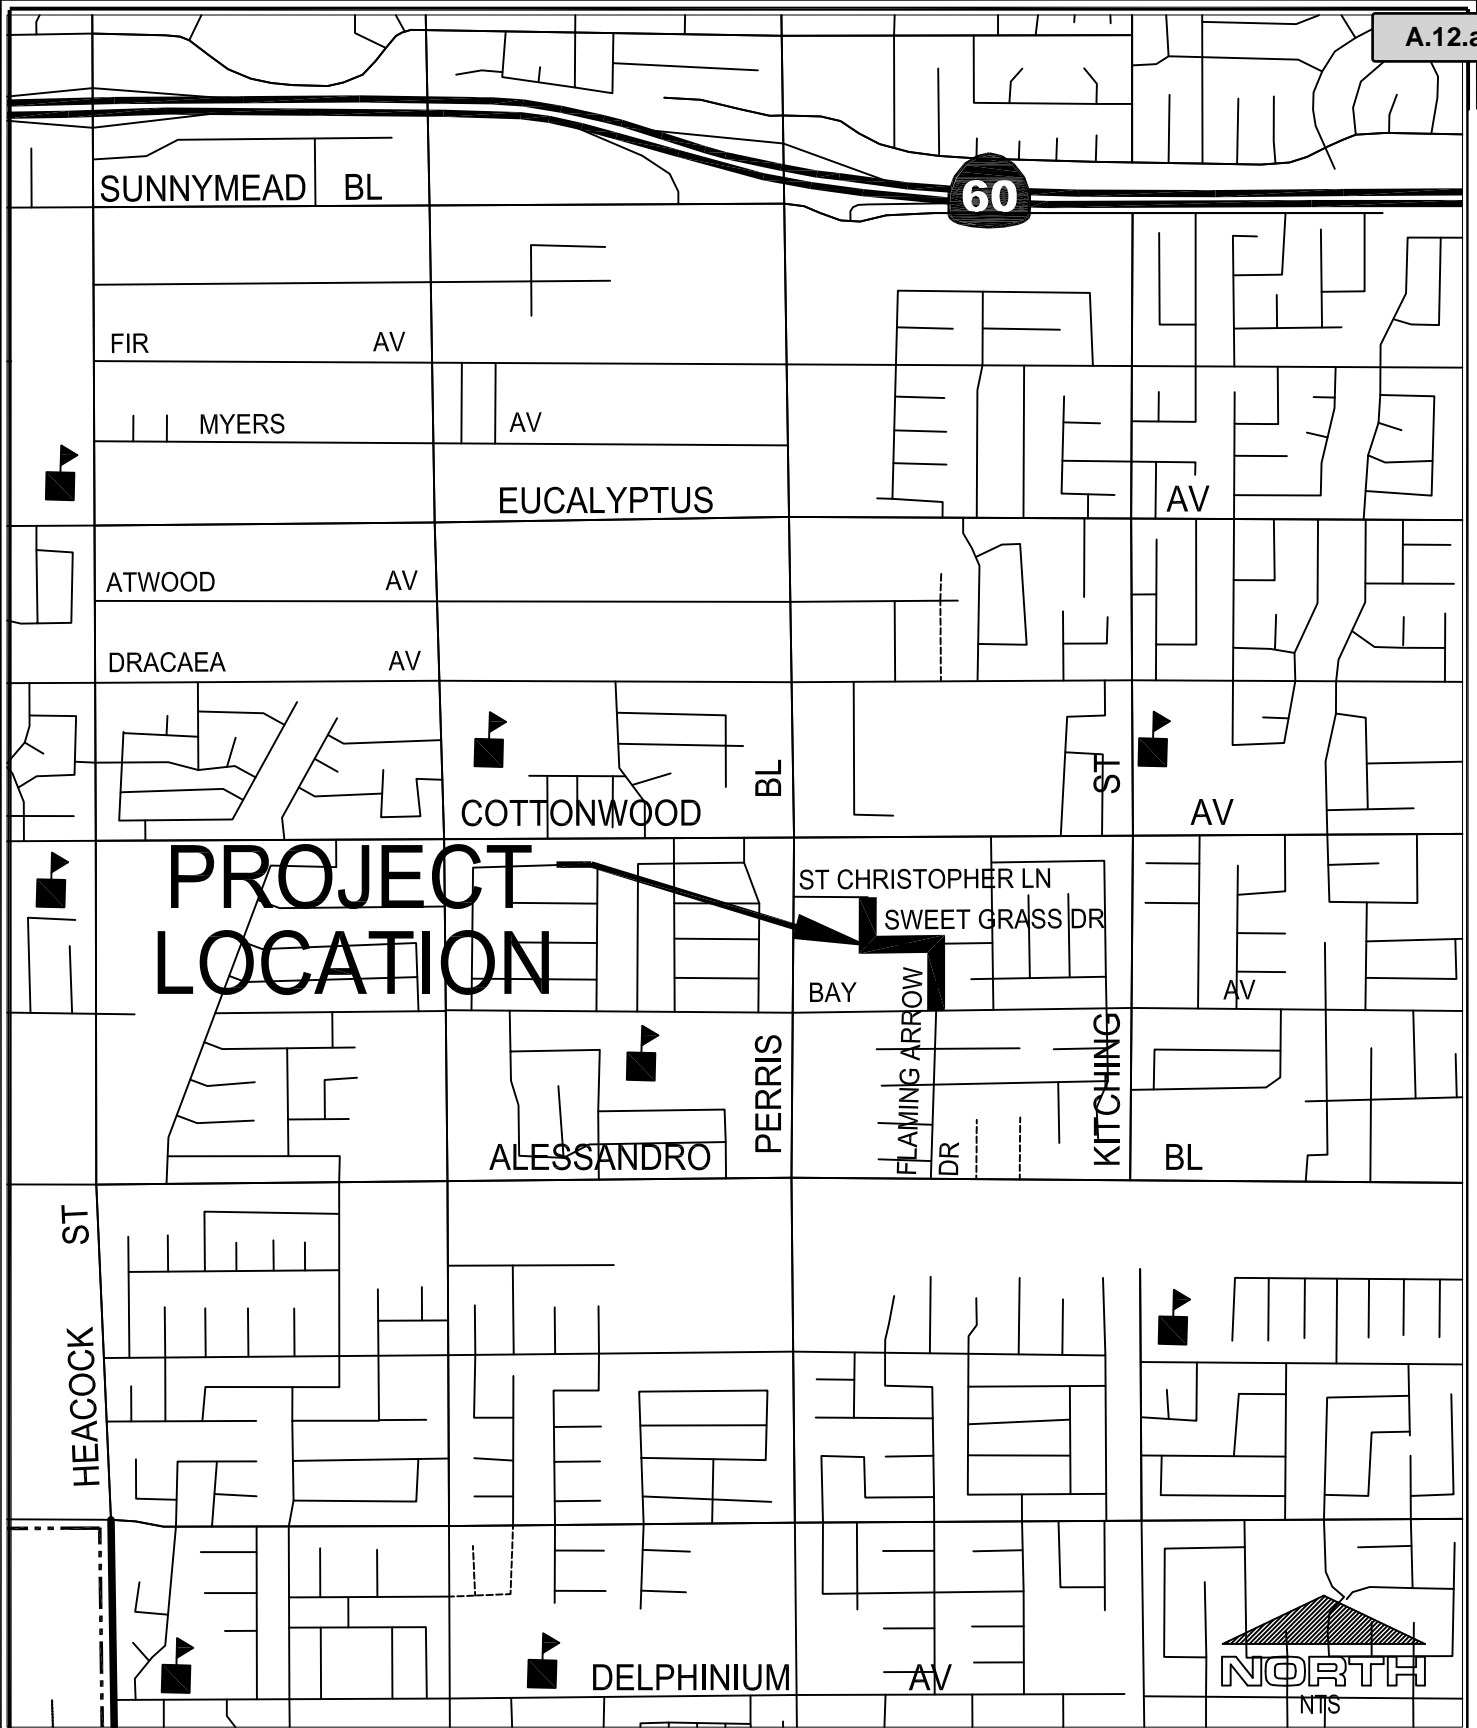 A.12.a
SUNNYMEAD BL
60
FIR AV
MYERS AV
EUCALYPTUS AV
ATWOOD AV
DRACAEA AV
BL
ST
COTTONWOOD AV
PROJECT
LOCATION
ST CHRISTOPHER LN
SWEET GRASS DR
BAY AV
FLAMING ARROW
DR
PERRIS
KITCHING
ALESSANDRO BL
ST
HEACOCK
DELPHINIUM AV
NORTH
NTS